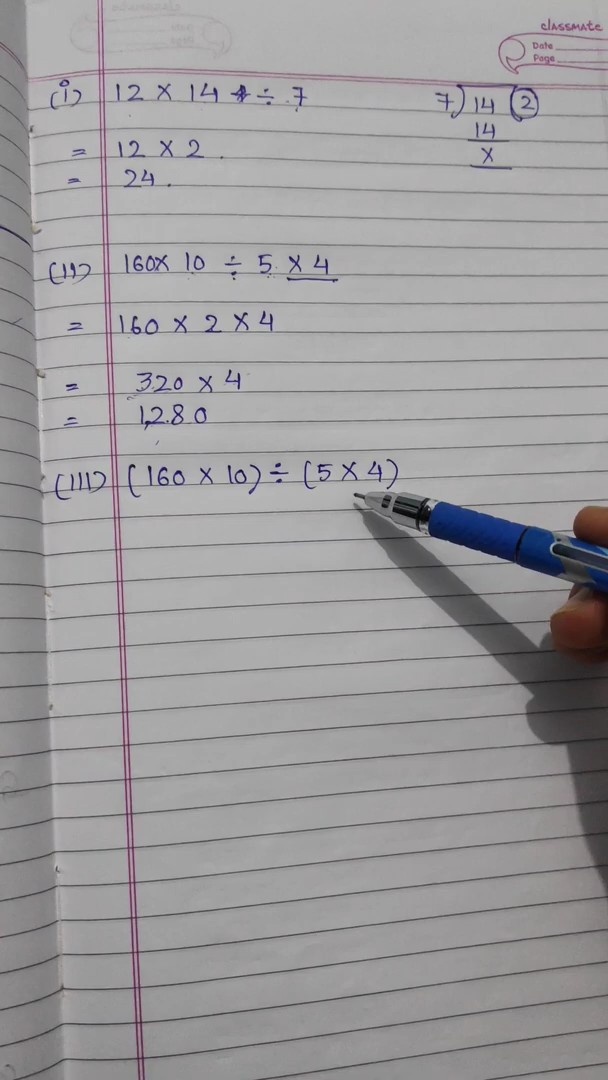 classmate
Date
Page
(i) 12 × 14 ÷ 7
= 12 × 2.
= 24.
7) 14 (2
14
×
(II) 160 × 10 ÷ 5 × 4
= 160 × 2 × 4
= 320 × 4
= 1280
(III) (160 × 10) ÷ (5 × 4)